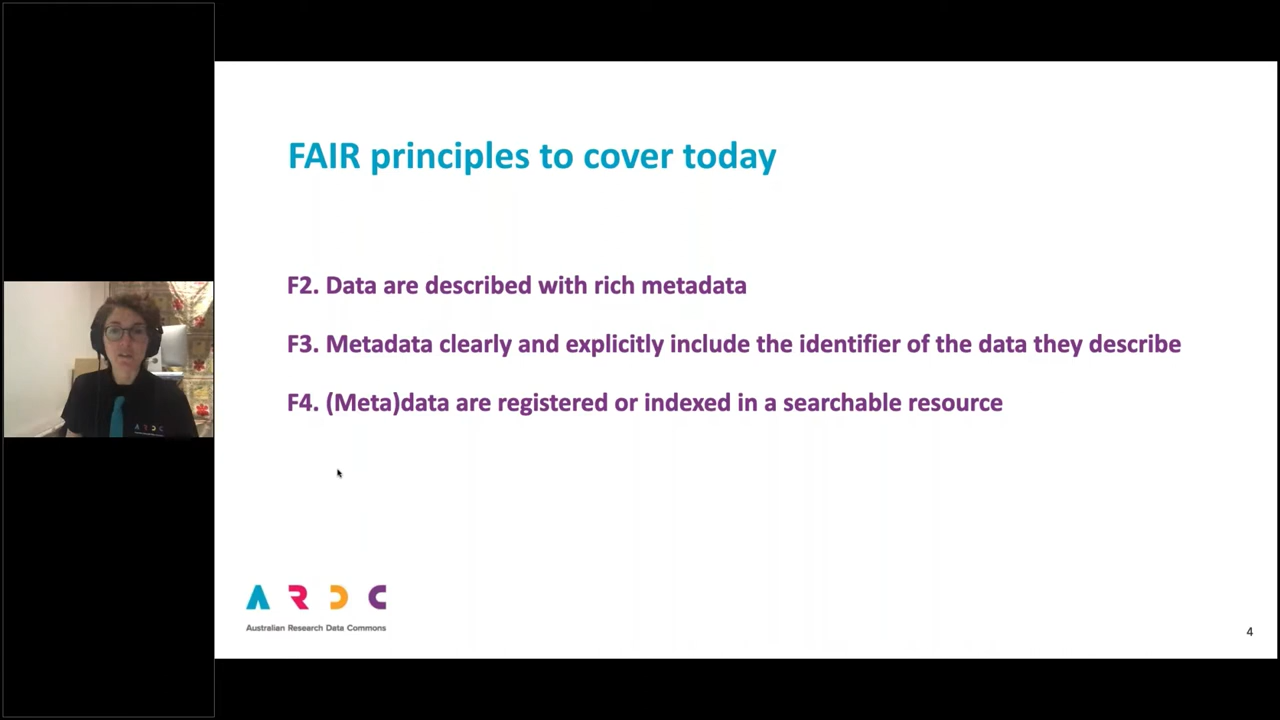 FAIR principles to cover today
F2. Data are described with rich metadata
F3. Metadata clearly and explicitly include the identifier of the data they describe
F4. (Meta)data are registered or indexed in a searchable resource
A R D C
A R D C
Australian Research Data Commons
4